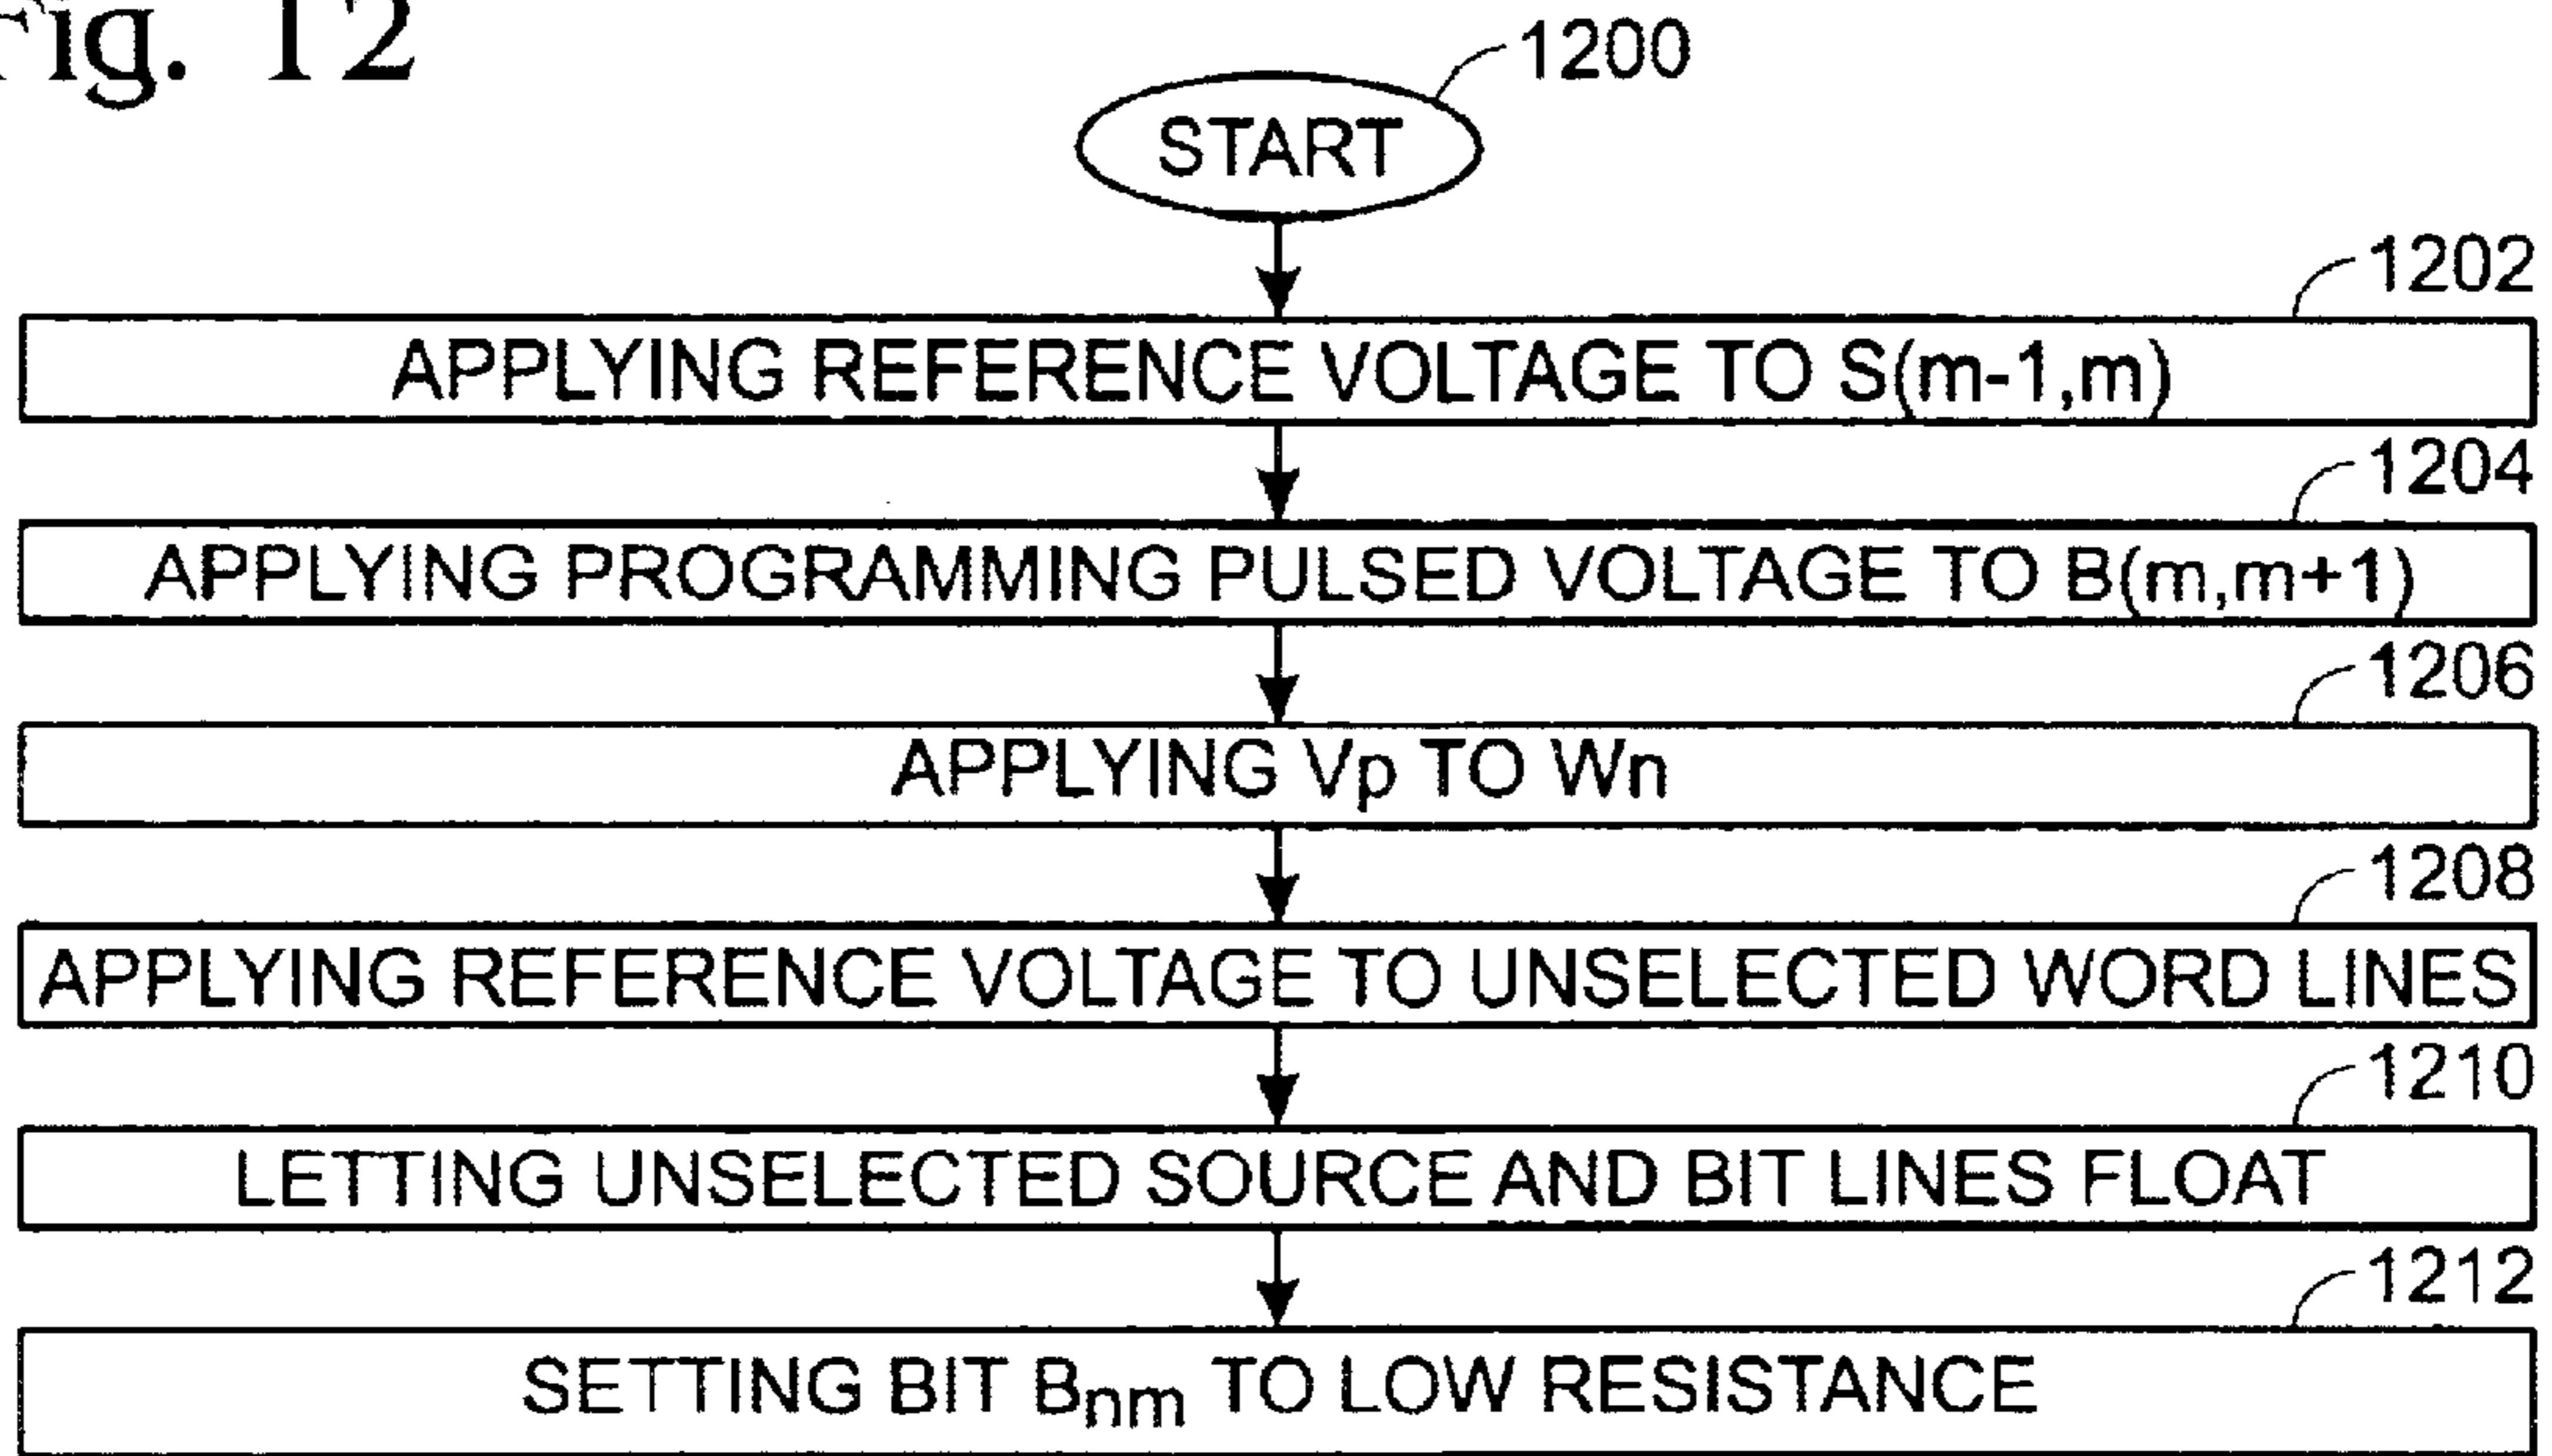 Fig. 12
1200
START
1202
APPLYING REFERENCE VOLTAGE TO S(m-1,m)
1204
APPLYING PROGRAMMING PULSED VOLTAGE TO B(m,m+1)
1206
APPLYING Vp TO Wn
1208
APPLYING REFERENCE VOLTAGE TO UNSELECTED WORD LINES
1210
LETTING UNSELECTED SOURCE AND BIT LINES FLOAT
1212
SETTING BIT Bnm TO LOW RESISTANCE